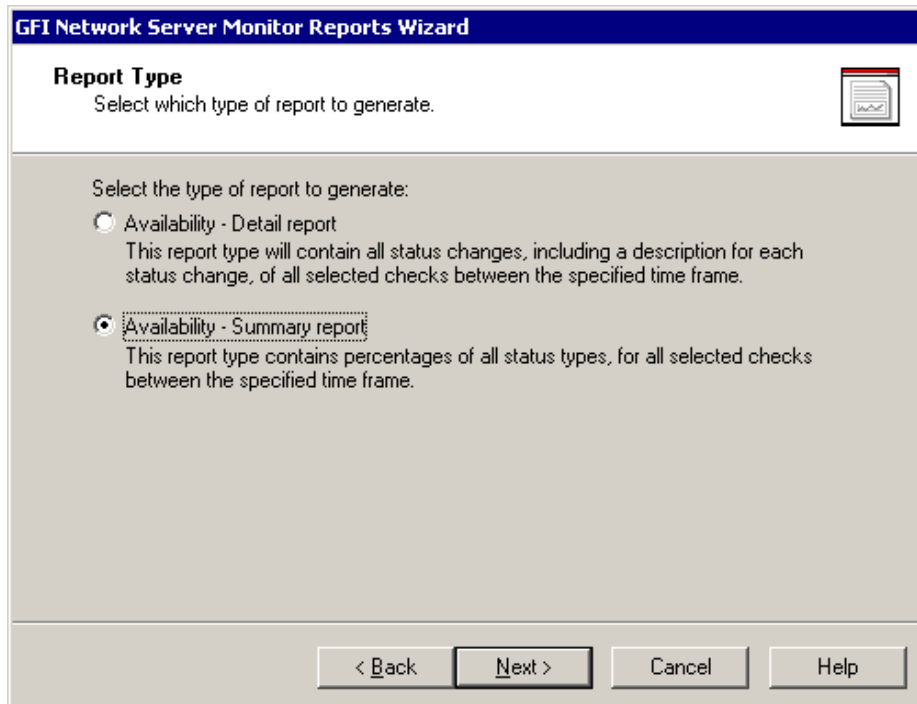 GFI Network Server Monitor Reports Wizard
Report Type
Select which type of report to generate.
Select the type of report to generate:
Availability - Detail report
This report type will contain all status changes, including a description for each
status change, of all selected checks between the specified time frame.
Availability - Summary report
This report type contains percentages of all status types, for all selected checks
between the specified time frame.
< Back
Next >
Cancel
Help